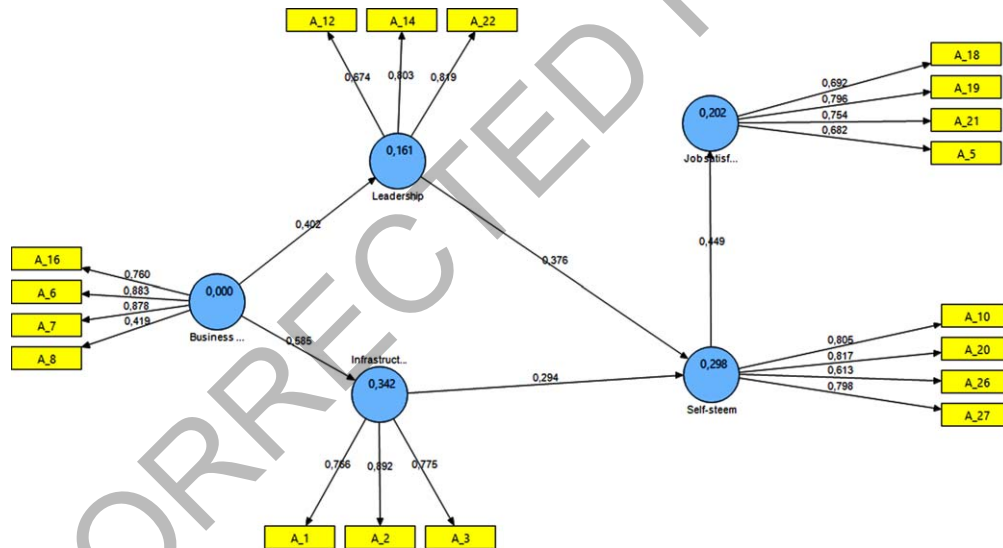 A_12 A_14 A_22
0,674 0,803 0,819
0,161
Leadership
A_18
A_19
A_21
A_5
0,692
0,796
0,754
0,682
0,202
Job satisf...
0,402
0,376
0,449
A_16
A_6
A_7
A_8
0,760
0,883
0,878
0,419
0,000
Business ...
0,585
Infrastruct...
0,342
0,294
0,298
Self-steem
A_10
A_20
A_26
A_27
0,805
0,817
0,613
0,798
0,766 0,892 0,775
A_1 A_2 A_3
ORRECTED